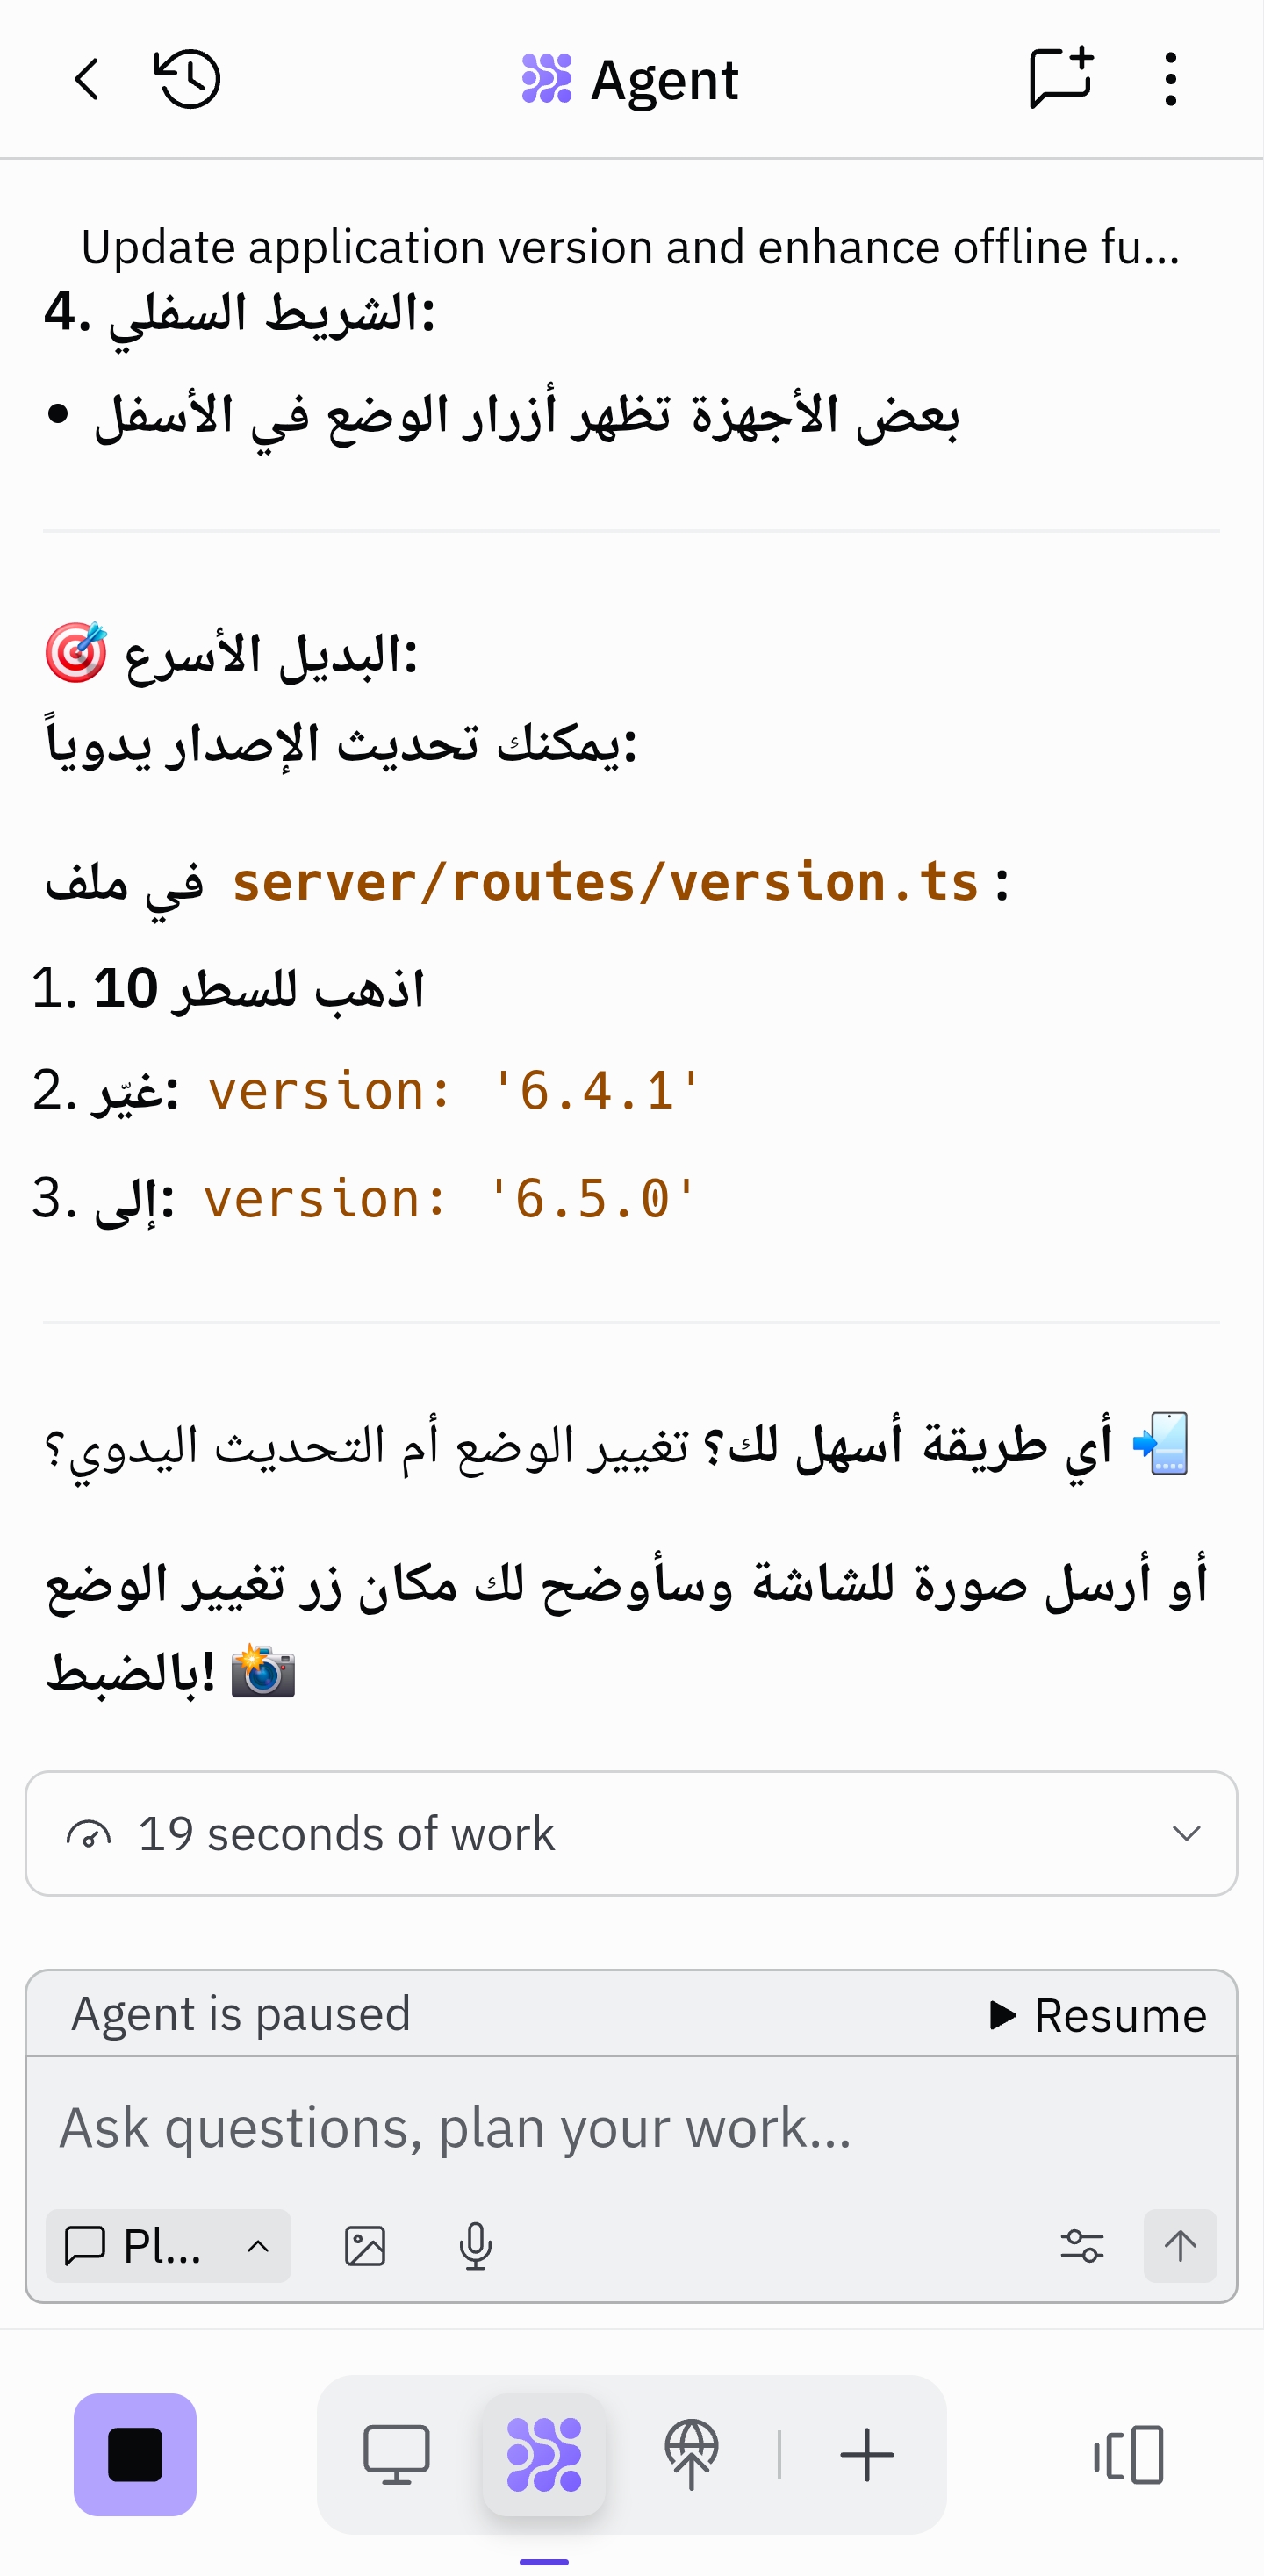 Agent
Update application version and enhance offline fu...
4. الشريط السفلي:
• بعض الأجهزة تظهر أزرار الوضع في الأسفل
🎯 البديل الأسرع:
يمكنك تحديث الإصدار يدوياً:
في ملف server/routes/version.ts:
1. اذهب للسطر 10
2. غيّر: version: '6.4.1'
3. إلى: version: '6.5.0'
📲 أي طريقة أسهل لك؟ تغيير الوضع أم التحديث اليدوي؟
أو أرسل صورة للشاشة وسأوضح لك مكان زر تغيير الوضع
بالضبط! 📸
19 seconds of work
Agent is paused
Resume
Ask questions, plan your work...
Pl...